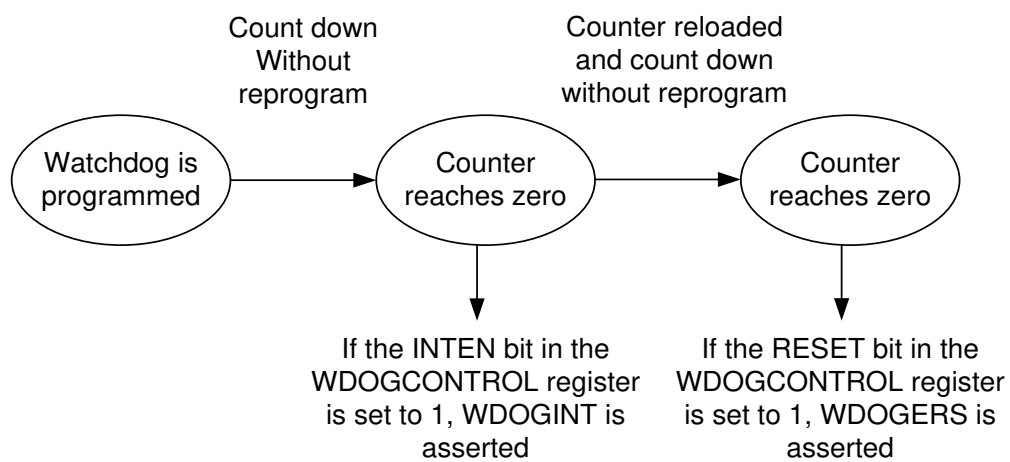 Count down
Without
reprogram
Counter reloaded
and count down
without reprogram
Watchdog is
programmed
Counter
reaches zero
Counter
reaches zero
If the INTEN bit in the
WDOGCONTROL register
is set to 1, WDOGINT is
asserted
If the RESET bit in the
WDOGCONTROL register
is set to 1, WDOGERS is
asserted